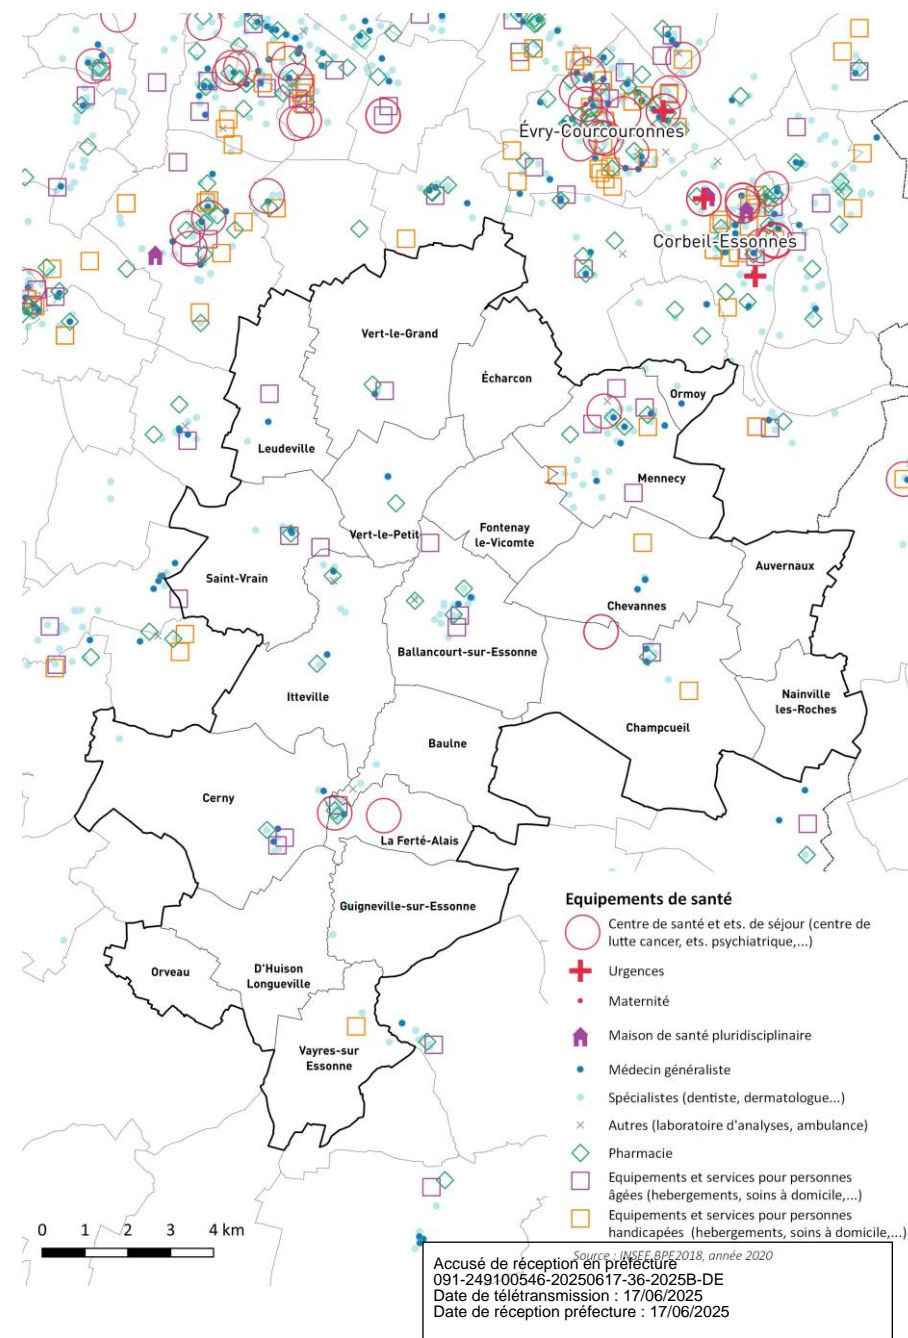 Évry-Courcouronnes
Corbeil-Essonnes
Vert-le-Grand
Écharcon
Ormoy
Leudeville
Mennecy
Vert-le-Petit
Fontenay
le-Vicomte
Auvernaux
Saint-Vrain
Chevannes
Ballancourt-sur-Essonne
Itteville
Nainville
les-Roches
Champcueil
Baulne
Cerny
La Ferté-Alais
Guigneville-sur-Essonne
Orveau
D'Huison
Longueville
Vayres-sur
Essonne
Equipements de santé
Centre de santé et ets. de séjour (centre de
lutte cancer, ets. psychiatrique,...)
Urgences
Maternité
Maison de santé pluridisciplinaire
Médecin généraliste
Spécialistes (dentiste, dermatologue...)
Autres (laboratoire d'analyses, ambulance)
Pharmacie
Equipements et services pour personnes
âgées (hebergements, soins à domicile,...)
Equipements et services pour personnes
handicapées (hebergements, soins à domicile,...)
0 1 2 3 4 km
Source : INSEE BPE2018, année 2020
Accusé de réception en préfecture
091-249100546-20250617-36-2025B-DE
Date de télétransmission : 17/06/2025
Date de réception préfecture : 17/06/2025